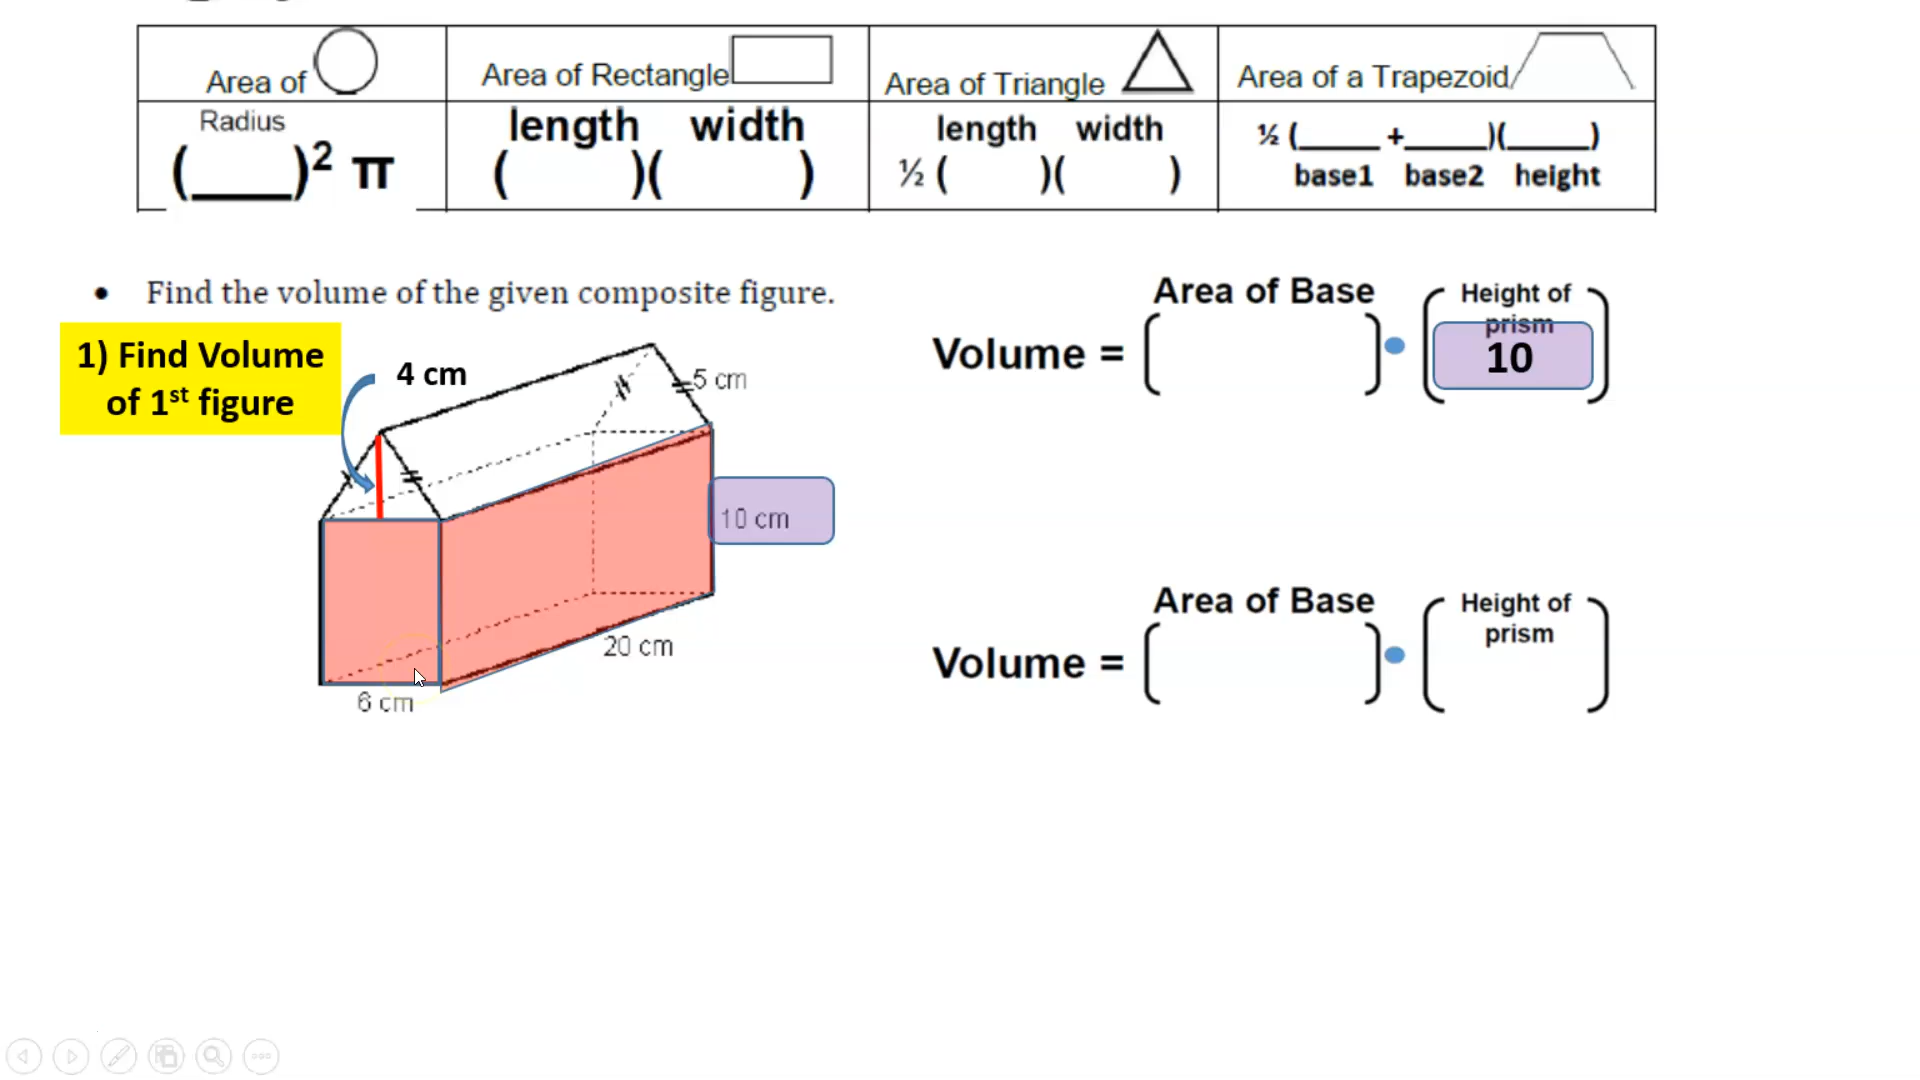 Area of
Area of Rectangle
Area of Triangle
Area of a Trapezoid
Radius
(____)² π
length width
( )( )
length width
½ ( )( )
½ (_____+_____)(_____)
base1 base2 height
• Find the volume of the given composite figure.
1) Find Volume
of 1st figure
4 cm
5 cm
10 cm
20 cm
6 cm
Area of Base
Height of
prism
Volume = ( ) • ( 10 )
Area of Base
Height of
prism
Volume = ( ) • ( )